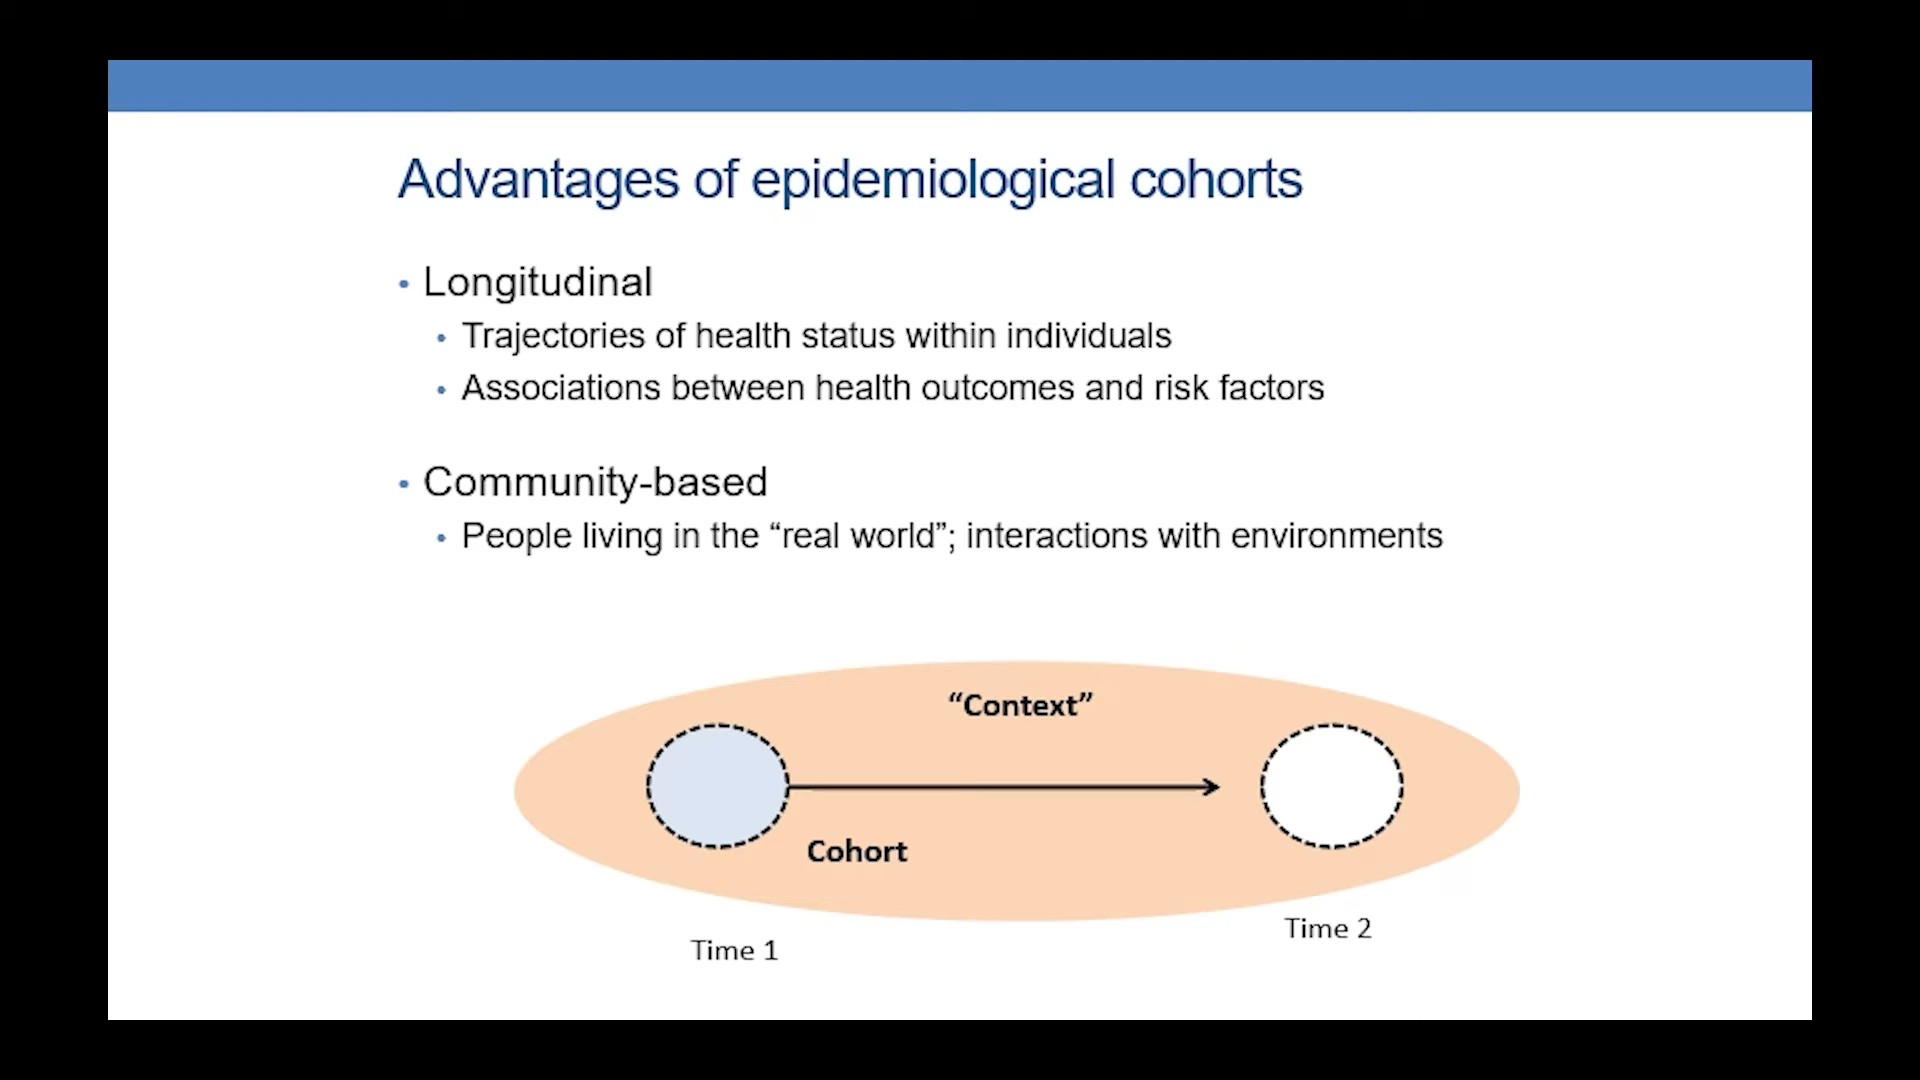 Advantages of epidemiological cohorts
• Longitudinal
• Trajectories of health status within individuals
• Associations between health outcomes and risk factors
• Community-based
• People living in the “real world”; interactions with environments
“Context”
Cohort
Time 1
Time 2